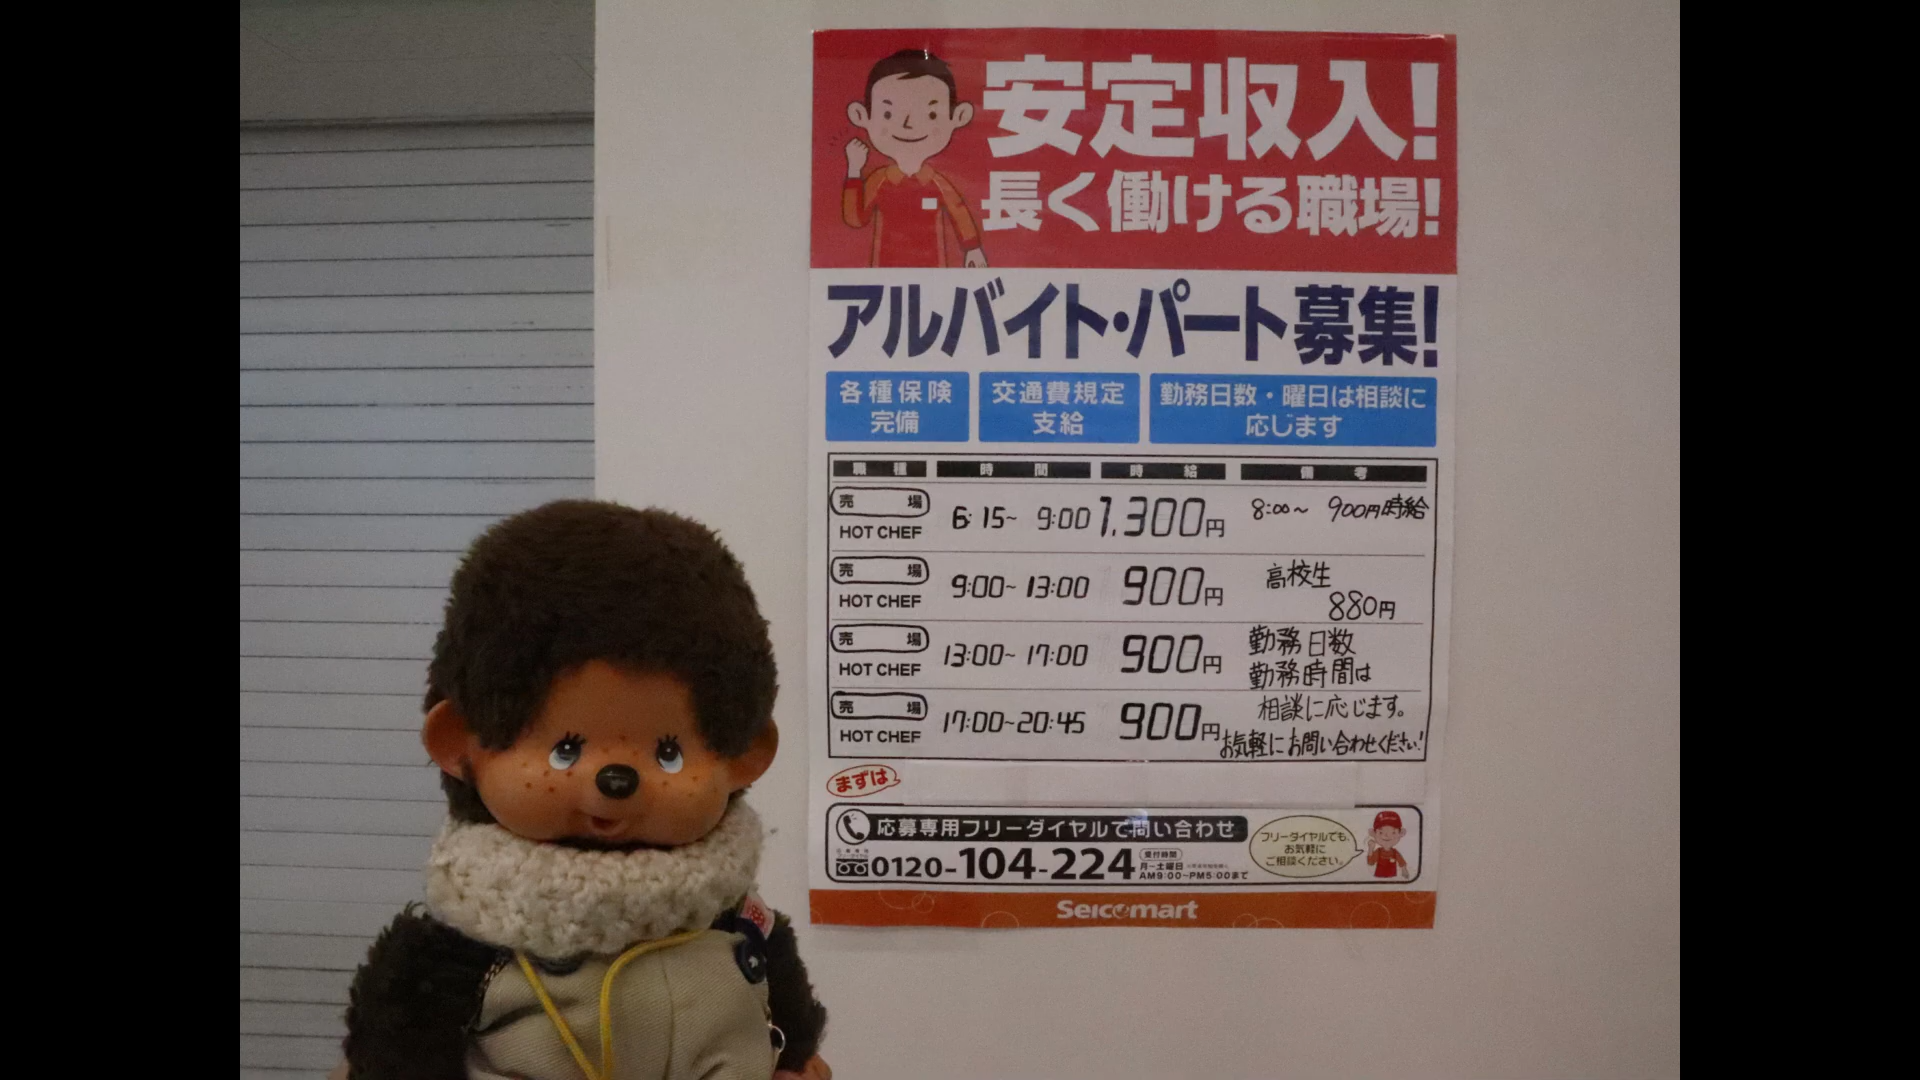 安定収入!
長く働ける職場!
アルバイト・パート募集!
各種保険
完備
交通費規定
支給
勤務日数・曜日は相談に
応じます
職種 時間 時給 備考
売場
HOT CHEF
6:15~ 9:00 1,300円 8:00~ 900円時給
売場
HOT CHEF
9:00~13:00 900円 高校生
880円
売場
HOT CHEF
13:00~17:00 900円 勤務日数
勤務時間は
売場
HOT CHEF
17:00~20:45 900円 相談に応じます。
お気軽にお問い合わせください!
まずは
応募専用フリーダイヤルで問い合わせ
0120-104-224
受付時間
月~土曜日
AM9:00~PM5:00まで
フリーダイヤルでも、
お気軽に
ご相談ください。
Seicomart